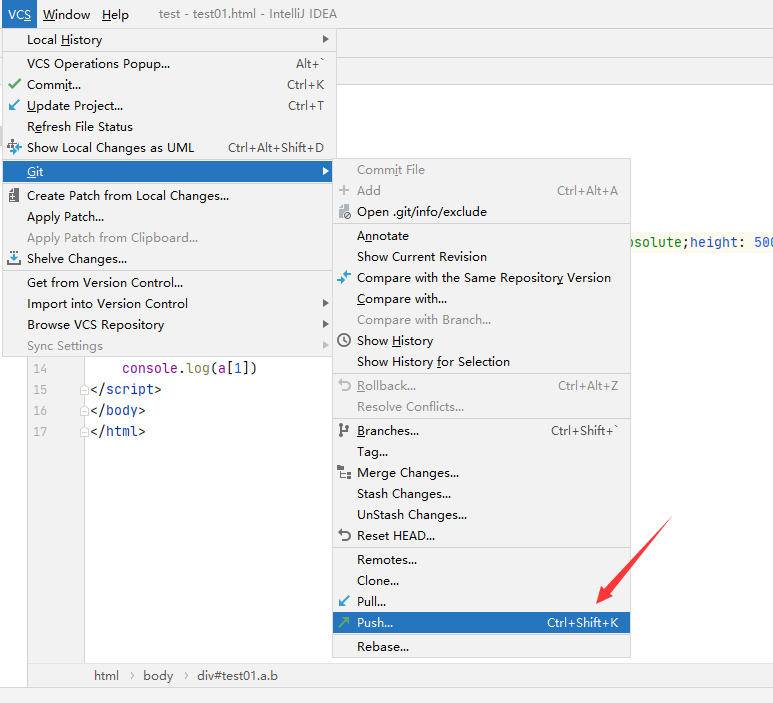 VCS Window Help test - test01.html - IntelliJ IDEA
Local History
VCS Operations Popup... Alt+`
Commit... Ctrl+K
Update Project... Ctrl+T
Refresh File Status
Show Local Changes as UML Ctrl+Alt+Shift+D
Git
Create Patch from Local Changes...
Apply Patch...
Apply Patch from Clipboard...
Shelve Changes...
Get from Version Control...
Import into Version Control
Browse VCS Repository
Sync Settings
Commit File
Add Ctrl+Alt+A
Open .git/info/exclude
Annotate
Show Current Revision
Compare with the Same Repository Version
Compare with...
Compare with Branch...
Show History
Show History for Selection
Rollback... Ctrl+Alt+Z
Resolve Conflicts...
Branches... Ctrl+Shift+`
Tag...
Merge Changes...
Stash Changes...
UnStash Changes...
Reset HEAD...
Remotes...
Clone...
Pull...
Push... Ctrl+Shift+K
Rebase...
bsolute;height: 500
14 console.log(a[1])
15 </script>
16 </body>
17 </html>
html › body › div#test01.a.b